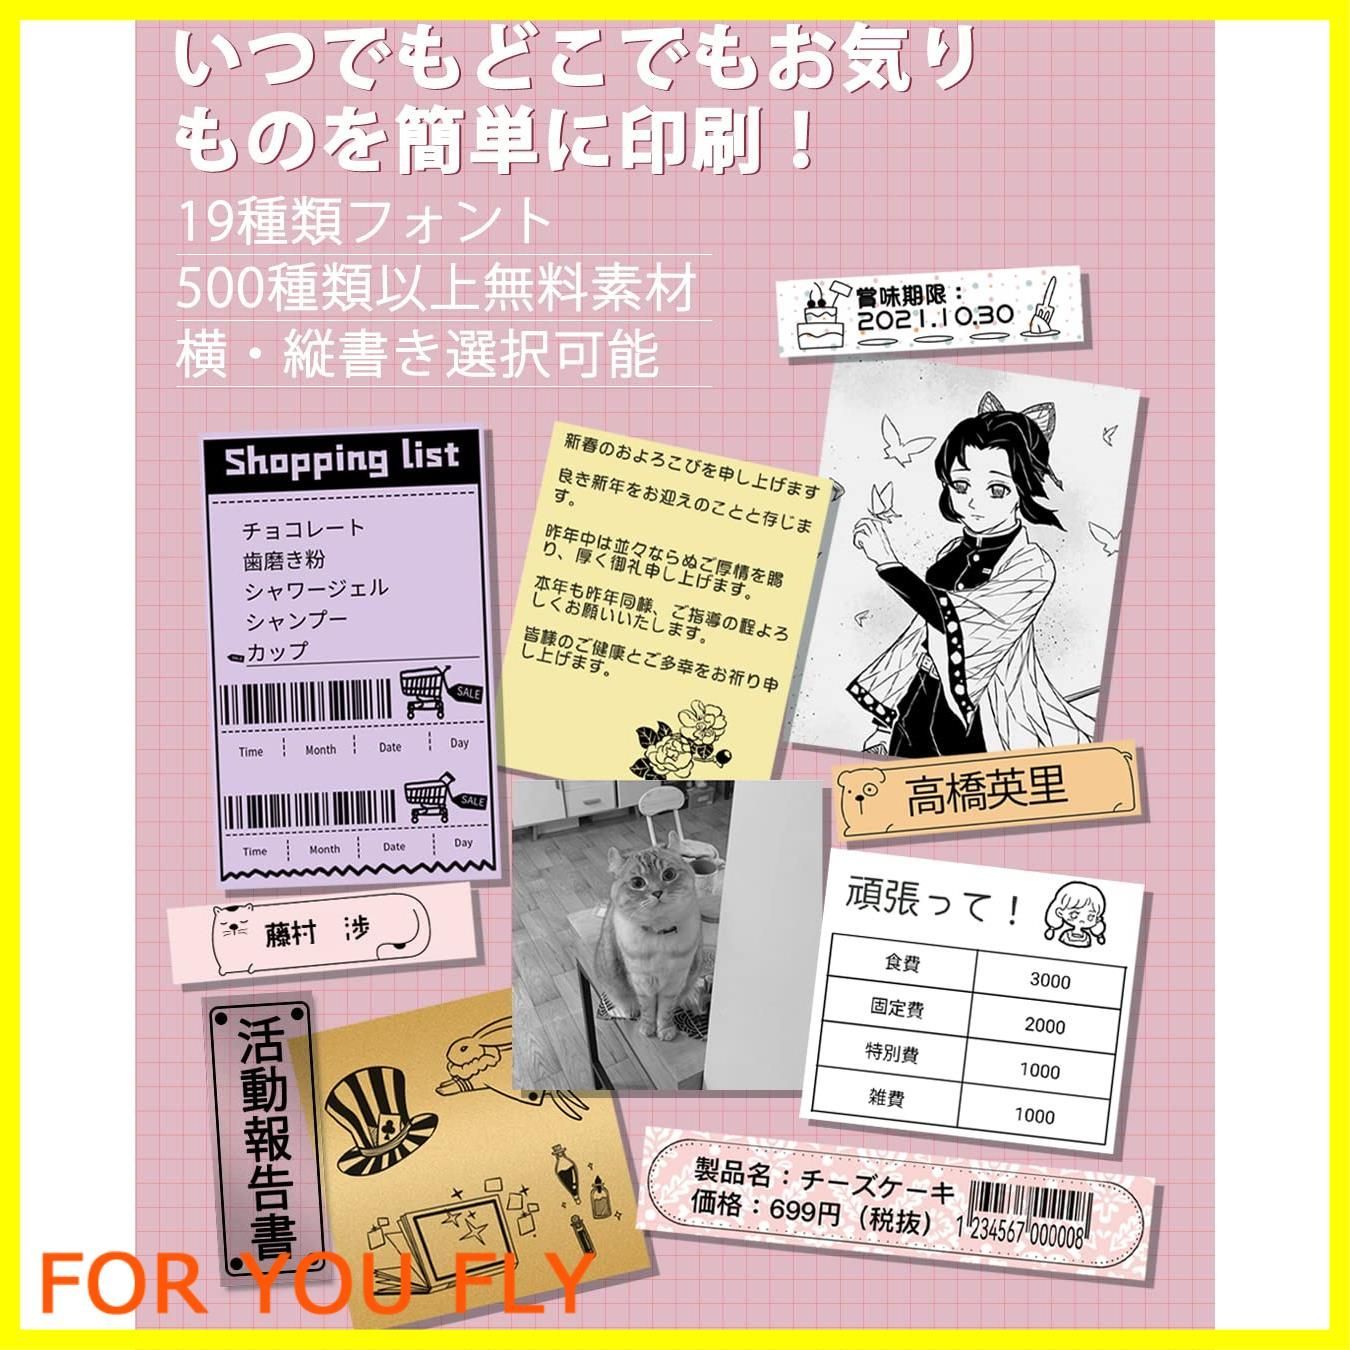 いつでもどこでもお気り
ものを簡単に印刷！
19種類フォント
500種類以上無料素材
横・縦書き選択可能
賞味期限：
2021.10.30
Shopping list
チョコレート
歯磨き粉
シャワージェル
シャンプー
カップ
SALE
Time Month Date Day
SALE
Time Month Date Day
新春のおよろこびを申し上げます
良き新年をお迎えのことと存じま
す。
昨年中は並々ならぬご厚情を賜
り、厚く御礼申し上げます。
本年も昨年同様、ご指導の程よろ
しくお願いいたします。
皆様のご健康とご多幸をお祈り申
し上げます。
高橋英里
藤村 渉
頑張って！
食費 3000
固定費 2000
特別費 1000
雑費 1000
活動報告書
製品名：チーズケーキ
価格：699円（税抜）
1 234567 000008
FOR YOU FLY